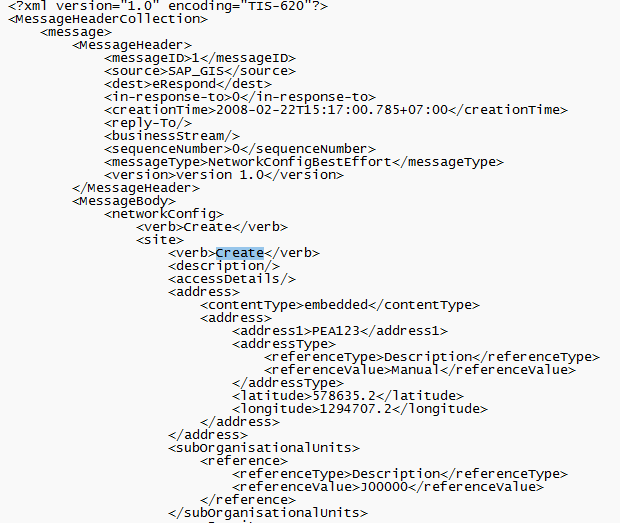 <?xml version="1.0" encoding="TIS-620"?>
<MessageHeaderCollection>
<message>
<MessageHeader>
<messageID>1</messageID>
<source>SAP_GIS</source>
<dest>eRespond</dest>
<in-response-to>0</in-response-to>
<creationTime>2008-02-22T15:17:00.785+07:00</creationTime>
<reply-To/>
<businessStream/>
<sequenceNumber>0</sequenceNumber>
<messageType>NetworkConfigBestEffort</messageType>
<version>version 1.0</version>
</MessageHeader>
<MessageBody>
<networkConfig>
<verb>Create</verb>
<site>
<verb>Create</verb>
<description/>
<accessDetails/>
<address>
<contentType>embedded</contentType>
<address>
<address1>PEA123</address1>
<addressType>
<referenceType>Description</referenceType>
<referenceValue>Manual</referenceValue>
</addressType>
<latitude>578635.2</latitude>
<longitude>1294707.2</longitude>
</address>
</address>
<subOrganisationalUnits>
<reference>
<referenceType>Description</referenceType>
<referenceValue>J00000</referenceValue>
</reference>
</subOrganisationalUnits>